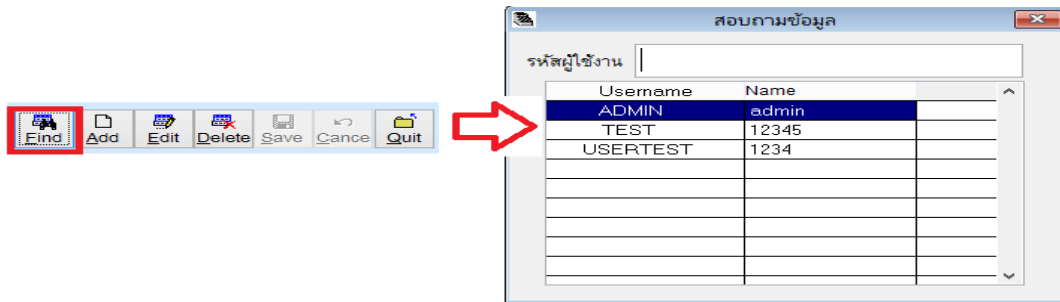 Find Add Edit Delete Save Cance Quit
สอบถามข้อมูล
รหัสผู้ใช้งาน
Username Name
ADMIN admin
TEST 12345
USERTEST 1234